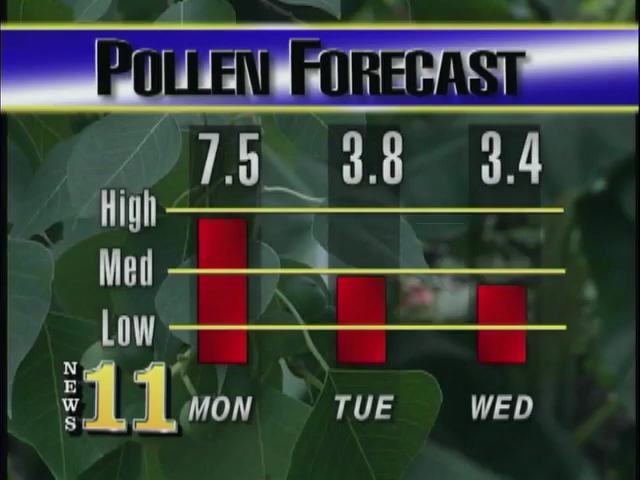 POLLEN FORECAST
7.5 3.8 3.4
High
Med
Low
NEWS 11
MON TUE WED